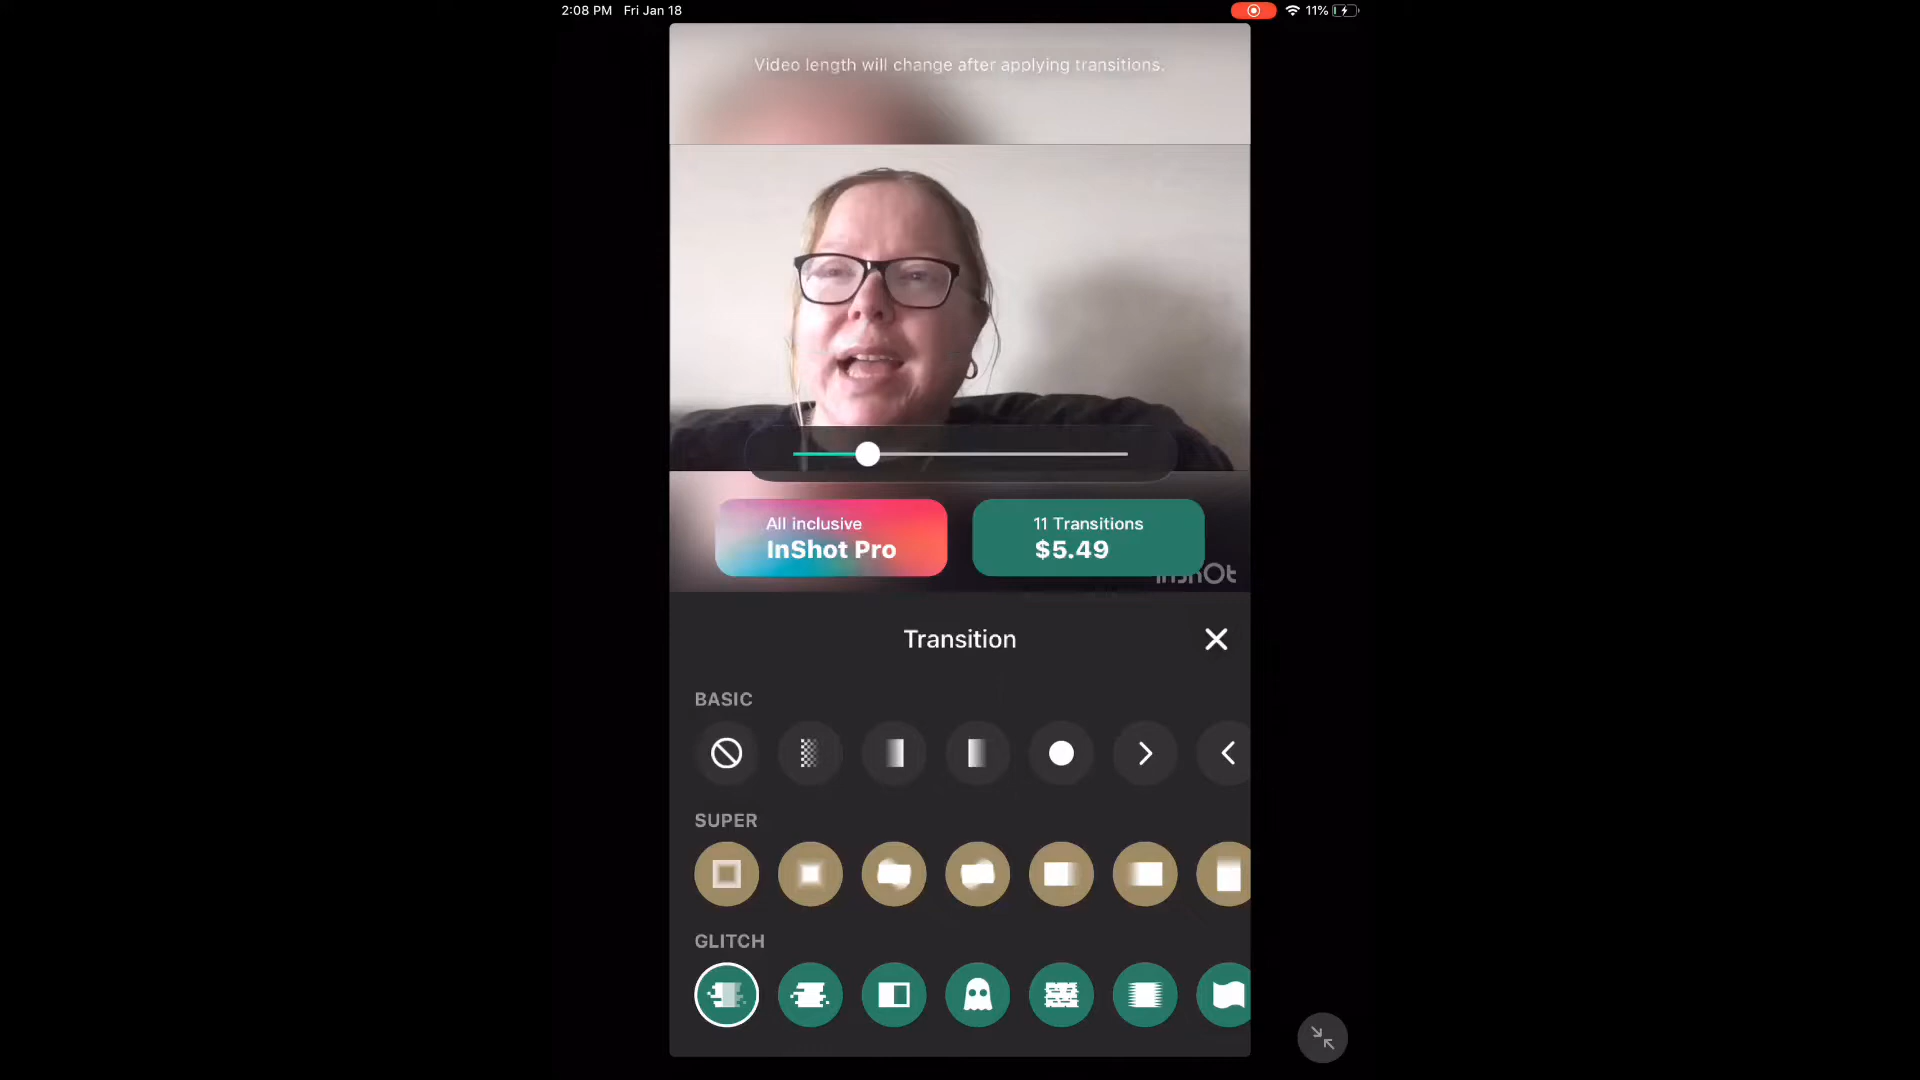 2:08 PM Fri Jan 18
11%
Video length will change after applying transitions.
All inclusive
InShot Pro
11 Transitions
$5.49
InShOt
Transition
BASIC
SUPER
GLITCH